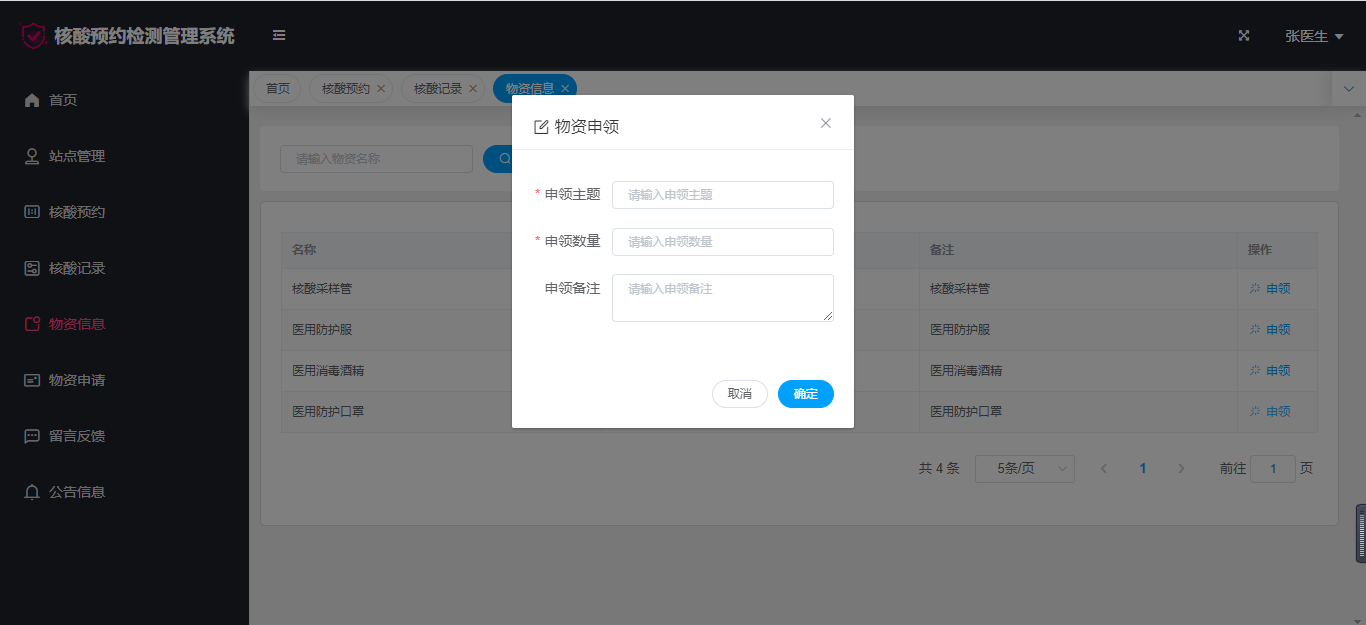 核酸预约检测管理系统
张医生
首页
站点管理
核酸预约
核酸记录
物资信息
物资申请
留言反馈
公告信息
首页 核酸预约 核酸记录 物资信息
请输入物资名称
名称 备注 操作
核酸采样管 核酸采样管 申领
医用防护服 医用防护服 申领
医用消毒酒精 医用消毒酒精 申领
医用防护口罩 医用防护口罩 申领
共 4 条 5条/页 1 前往 1 页
物资申领
* 申领主题 请输入申领主题
* 申领数量 请输入申领数量
申领备注 请输入申领备注
取消 确定